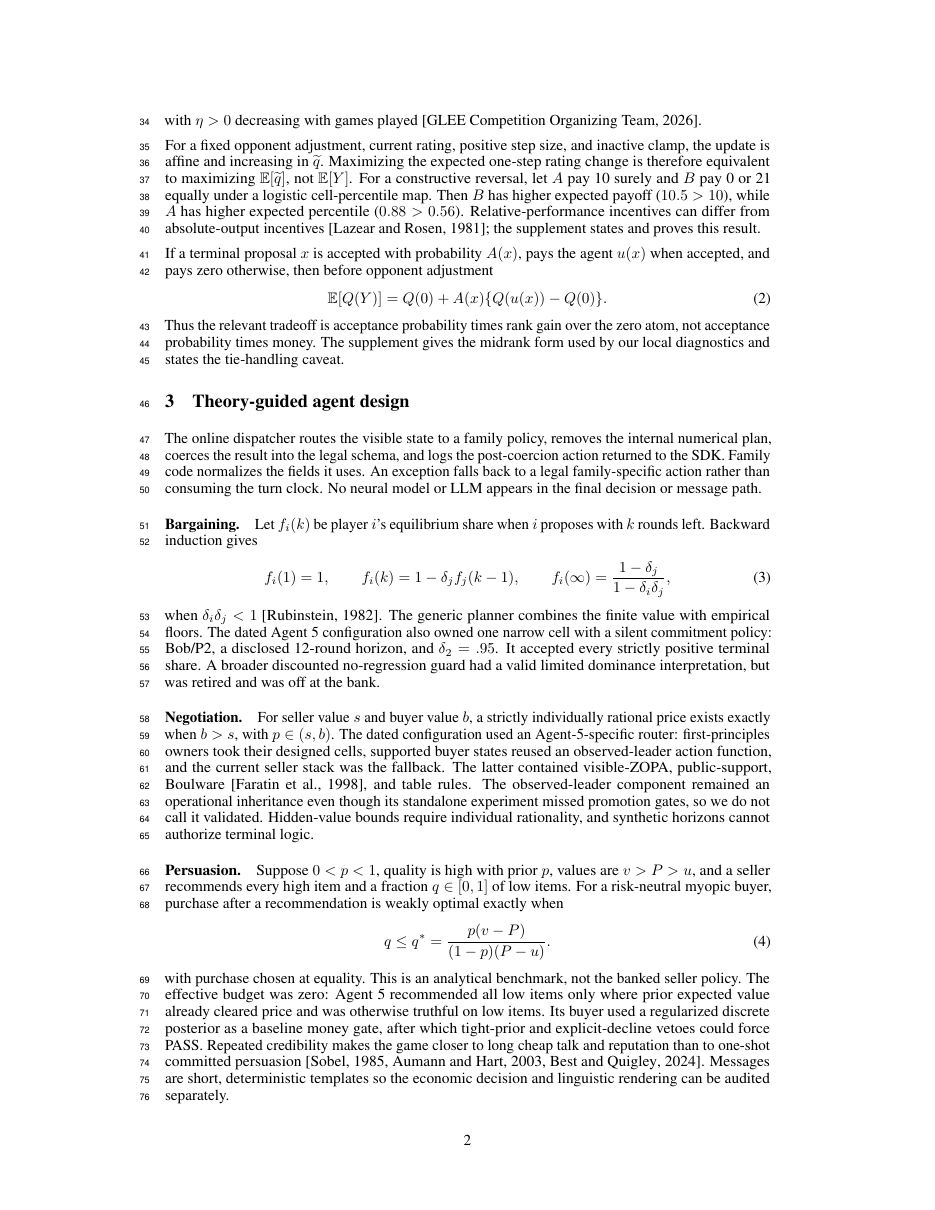 34 with η > 0 decreasing with games played [GLEE Competition Organizing Team, 2026].
35 For a fixed opponent adjustment, current rating, positive step size, and inactive clamp, the update is
36 affine and increasing in q̃. Maximizing the expected one-step rating change is therefore equivalent
37 to maximizing 𝔼[q̃], not 𝔼[Y]. For a constructive reversal, let A pay 10 surely and B pay 0 or 21
38 equally under a logistic cell-percentile map. Then B has higher expected payoff (10.5 > 10), while
39 A has higher expected percentile (0.88 > 0.56). Relative-performance incentives can differ from
40 absolute-output incentives [Lazear and Rosen, 1981]; the supplement states and proves this result.
41 If a terminal proposal x is accepted with probability A(x), pays the agent u(x) when accepted, and
42 pays zero otherwise, then before opponent adjustment
𝔼[Q(Y)] = Q(0) + A(x){Q(u(x)) − Q(0)}. (2)
43 Thus the relevant tradeoff is acceptance probability times rank gain over the zero atom, not acceptance
44 probability times money. The supplement gives the midrank form used by our local diagnostics and
45 states the tie-handling caveat.
46 3 Theory-guided agent design
47 The online dispatcher routes the visible state to a family policy, removes the internal numerical plan,
48 coerces the result into the legal schema, and logs the post-coercion action returned to the SDK. Family
49 code normalizes the fields it uses. An exception falls back to a legal family-specific action rather than
50 consuming the turn clock. No neural model or LLM appears in the final decision or message path.
51 Bargaining. Let fᵢ(k) be player i's equilibrium share when i proposes with k rounds left. Backward
52 induction gives
fᵢ(1) = 1, fᵢ(k) = 1 − δⱼfⱼ(k − 1), fᵢ(∞) = (1 − δⱼ)/(1 − δᵢδⱼ), (3)
53 when δᵢδⱼ < 1 [Rubinstein, 1982]. The generic planner combines the finite value with empirical
54 floors. The dated Agent 5 configuration also owned one narrow cell with a silent commitment policy:
55 Bob/P2, a disclosed 12-round horizon, and δ₂ = .95. It accepted every strictly positive terminal
56 share. A broader discounted no-regression guard had a valid limited dominance interpretation, but
57 was retired and was off at the bank.
58 Negotiation. For seller value s and buyer value b, a strictly individually rational price exists exactly
59 when b > s, with p ∈ (s, b). The dated configuration used an Agent-5-specific router: first-principles
60 owners took their designed cells, supported buyer states reused an observed-leader action function,
61 and the current seller stack was the fallback. The latter contained visible-ZOPA, public-support,
62 Boulware [Faratin et al., 1998], and table rules. The observed-leader component remained an
63 operational inheritance even though its standalone experiment missed promotion gates, so we do not
64 call it validated. Hidden-value bounds require individual rationality, and synthetic horizons cannot
65 authorize terminal logic.
66 Persuasion. Suppose 0 < p < 1, quality is high with prior p, values are v > P > u, and a seller
67 recommends every high item and a fraction q ∈ [0, 1] of low items. For a risk-neutral myopic buyer,
68 purchase after a recommendation is weakly optimal exactly when
q ≤ q* = p(v − P)/((1 − p)(P − u)). (4)
69 with purchase chosen at equality. This is an analytical benchmark, not the banked seller policy. The
70 effective budget was zero: Agent 5 recommended all low items only where prior expected value
71 already cleared price and was otherwise truthful on low items. Its buyer used a regularized discrete
72 posterior as a baseline money gate, after which tight-prior and explicit-decline vetoes could force
73 PASS. Repeated credibility makes the game closer to long cheap talk and reputation than to one-shot
74 committed persuasion [Sobel, 1985, Aumann and Hart, 2003, Best and Quigley, 2024]. Messages
75 are short, deterministic templates so the economic decision and linguistic rendering can be audited
76 separately.
2